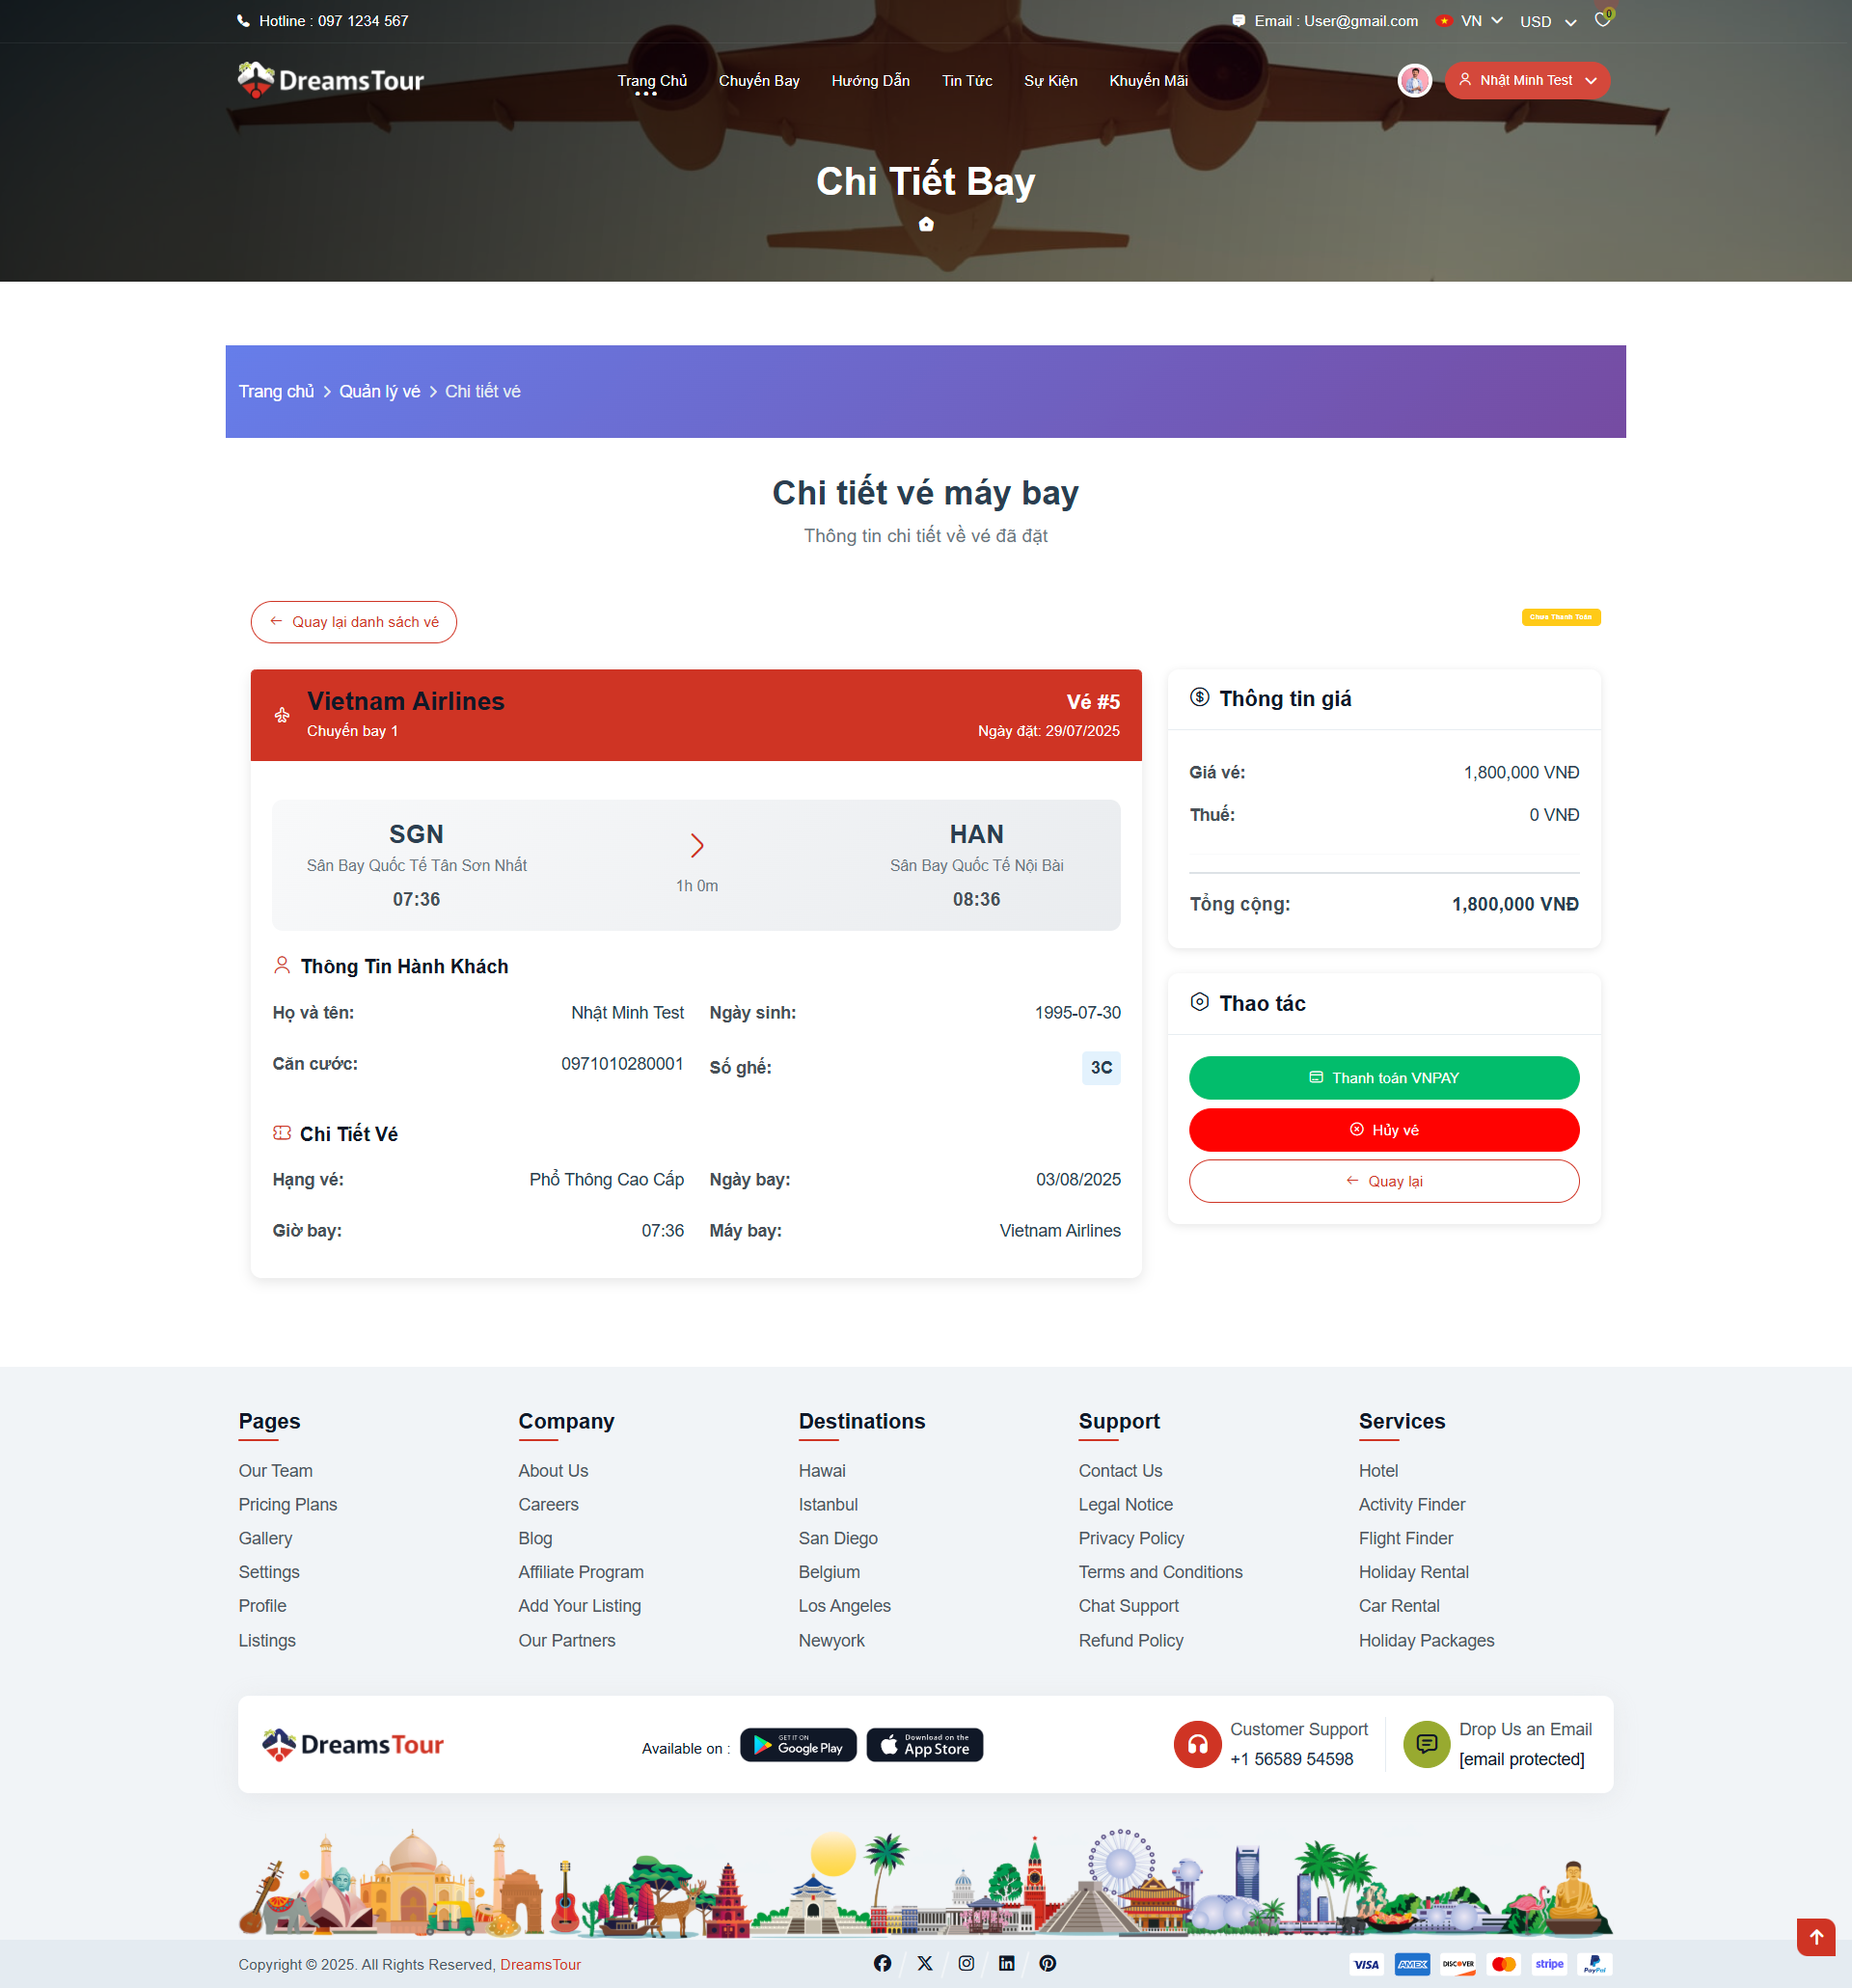 Hotline : 097 1234 567
Email : User@gmail.com
VN
USD
0
DreamsTour
Trang Chủ
Chuyến Bay
Hướng Dẫn
Tin Tức
Sự Kiện
Khuyến Mãi
Nhật Minh Test
Chi Tiết Bay
Trang chủ
Quản lý vé
Chi tiết vé
Chi tiết vé máy bay
Thông tin chi tiết về vé đã đặt
Quay lại danh sách vé
Chưa Thanh Toán
Vietnam Airlines
Chuyến bay 1
Vé #5
Ngày đặt: 29/07/2025
SGN
Sân Bay Quốc Tế Tân Sơn Nhất
07:36
1h 0m
HAN
Sân Bay Quốc Tế Nội Bài
08:36
Thông Tin Hành Khách
Họ và tên: Nhật Minh Test
Ngày sinh: 1995-07-30
Căn cước: 0971010280001
Số ghế: 3C
Chi Tiết Vé
Hạng vé: Phổ Thông Cao Cấp
Ngày bay: 03/08/2025
Giờ bay: 07:36
Máy bay: Vietnam Airlines
Thông tin giá
Giá vé: 1,800,000 VNĐ
Thuế: 0 VNĐ
Tổng cộng: 1,800,000 VNĐ
Thao tác
Thanh toán VNPAY
Hủy vé
Quay lại
Pages
Our Team
Pricing Plans
Gallery
Settings
Profile
Listings
Company
About Us
Careers
Blog
Affiliate Program
Add Your Listing
Our Partners
Destinations
Hawai
Istanbul
San Diego
Belgium
Los Angeles
Newyork
Support
Contact Us
Legal Notice
Privacy Policy
Terms and Conditions
Chat Support
Refund Policy
Services
Hotel
Activity Finder
Flight Finder
Holiday Rental
Car Rental
Holiday Packages
DreamsTour
Available on :
GET IT ON
Google Play
Download on the
App Store
Customer Support
+1 56589 54598
Drop Us an Email
[email protected]
Copyright © 2025. All Rights Reserved, DreamsTour
VISA
AMEX
DISCOVER
stripe
PayPal